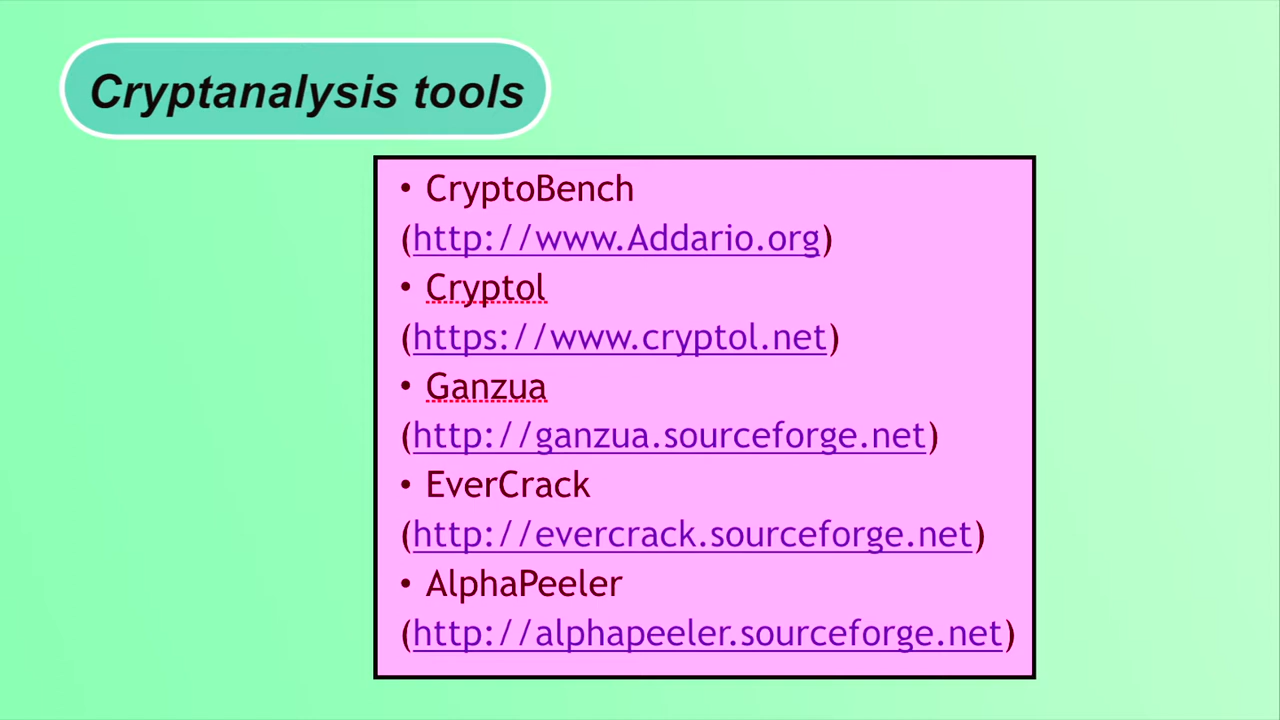 Cryptanalysis tools
• CryptoBench
(http://www.Addario.org)
• Cryptol
(https://www.cryptol.net)
• Ganzua
(http://ganzua.sourceforge.net)
• EverCrack
(http://evercrack.sourceforge.net)
• AlphaPeeler
(http://alphapeeler.sourceforge.net)